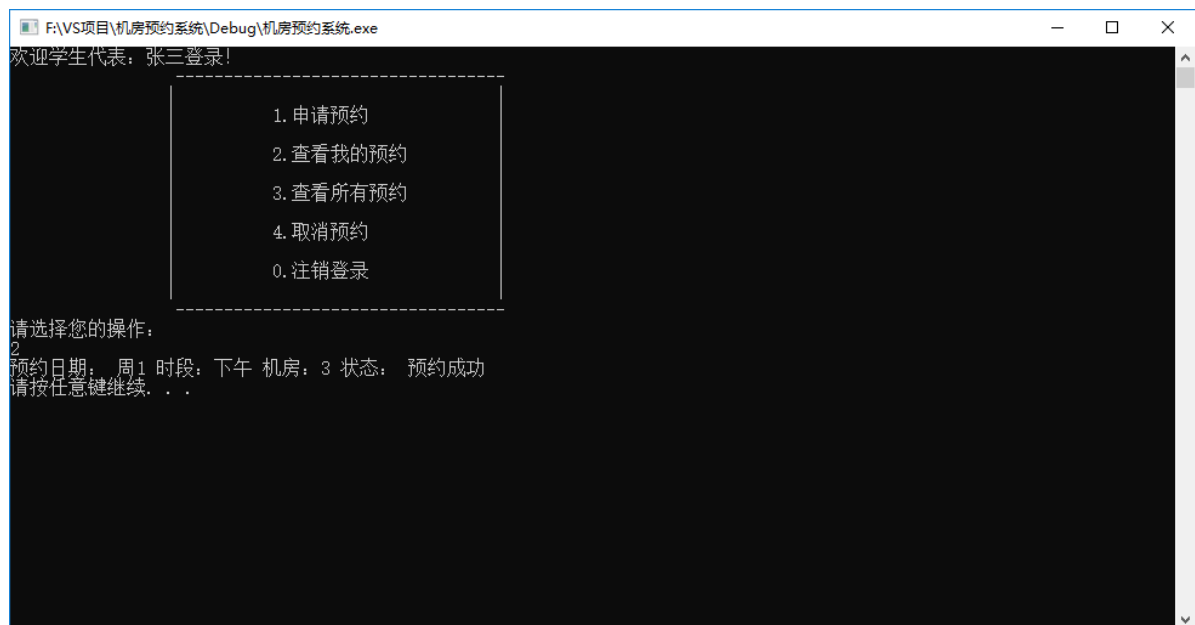 F:\VS项目\机房预约系统\Debug\机房预约系统.exe
欢迎学生代表：张三登录！
----------------------------------
1.申请预约
2.查看我的预约
3.查看所有预约
4.取消预约
0.注销登录
----------------------------------
请选择您的操作：
2
预约日期： 周1 时段：下午 机房：3 状态： 预约成功
请按任意键继续. . .